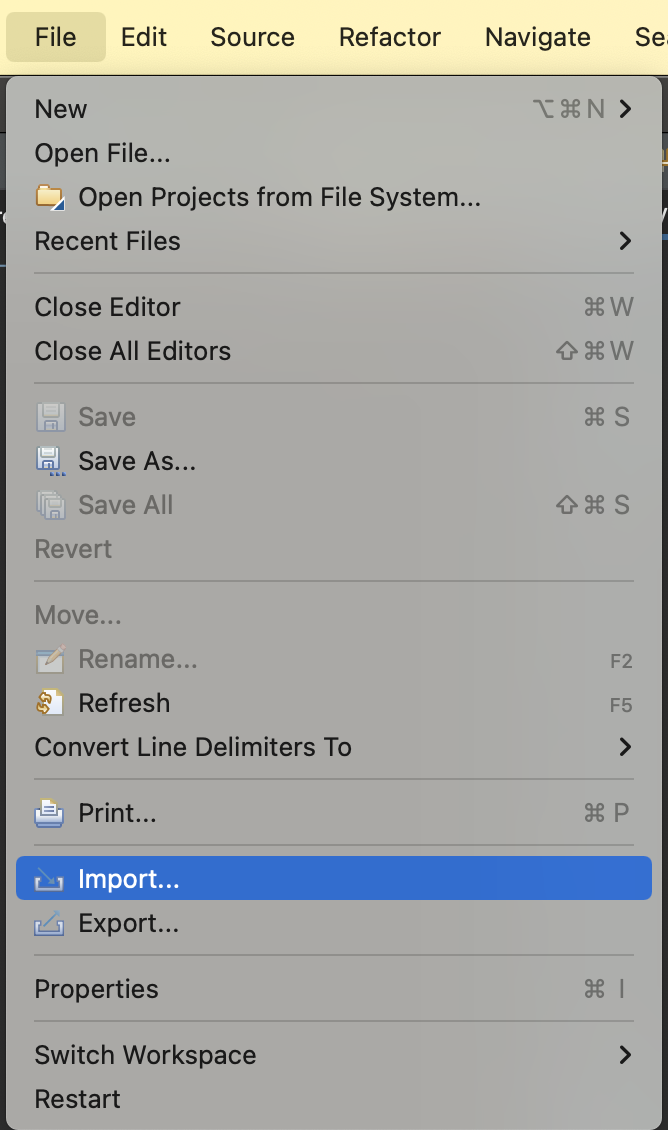 File Edit Source Refactor Navigate
New ⌥⌘N
Open File...
Open Projects from File System...
Recent Files
Close Editor ⌘W
Close All Editors ⇧⌘W
Save ⌘S
Save As...
Save All ⇧⌘S
Revert
Move...
Rename... F2
Refresh F5
Convert Line Delimiters To
Print... ⌘P
Import...
Export...
Properties ⌘I
Switch Workspace
Restart